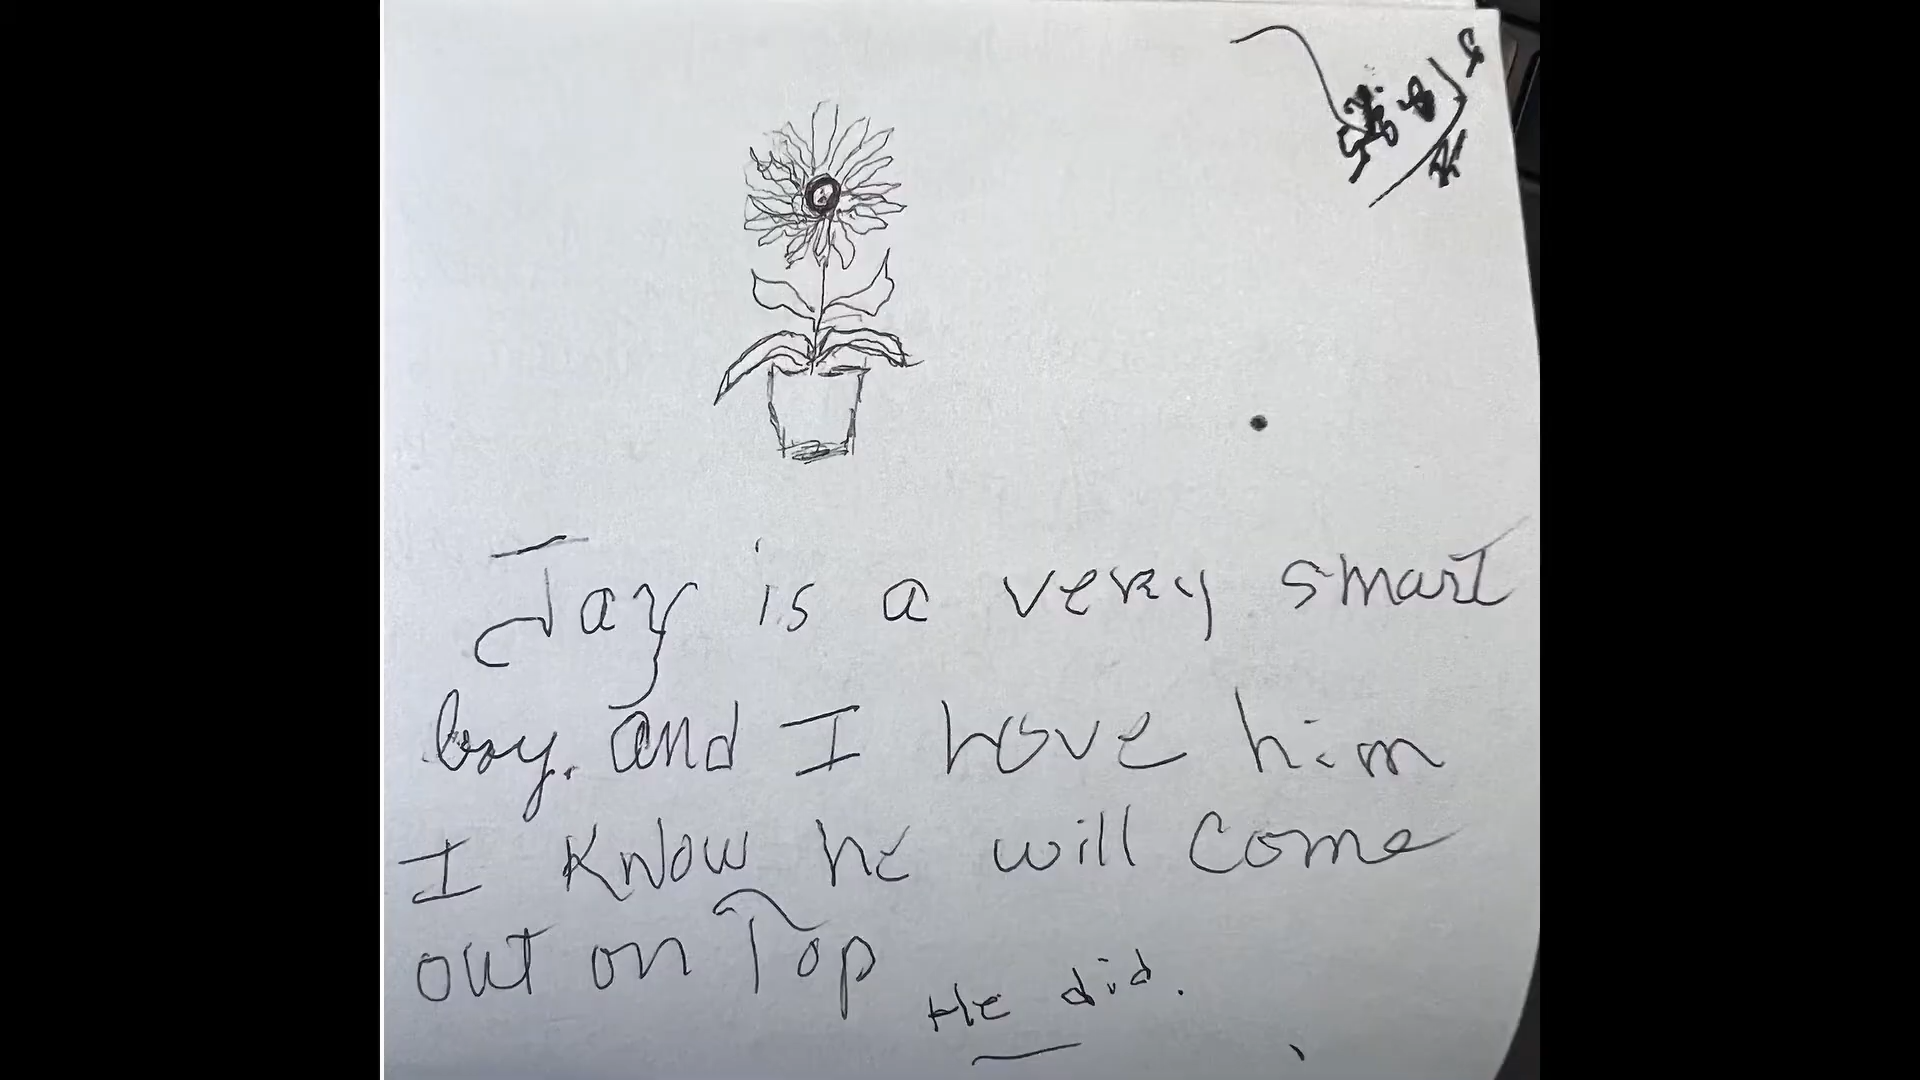 Jay is a very smart
boy. and I love him
I know he will come
out on Top
He did.